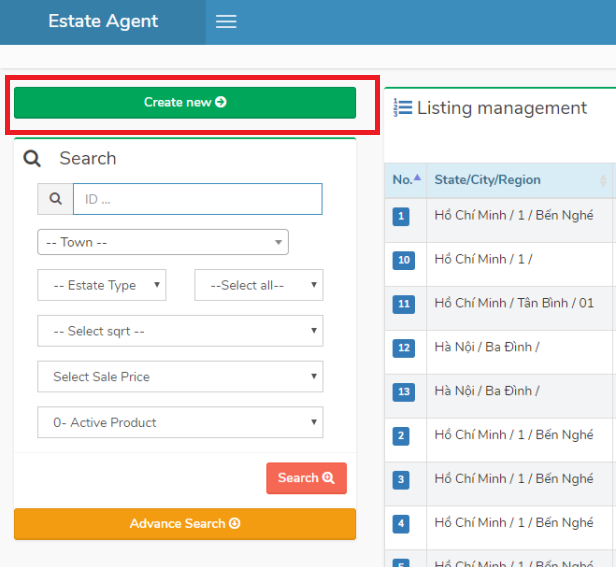 Estate Agent
Create new
Listing management
Search
ID ...
-- Town --
-- Estate Type
--Select all--
-- Select sqrt --
Select Sale Price
0- Active Product
Search
Advance Search
No. State/City/Region
1 Hồ Chí Minh / 1 / Bến Nghé
10 Hồ Chí Minh / 1 /
11 Hồ Chí Minh / Tân Bình / 01
12 Hà Nội / Ba Đình /
13 Hà Nội / Ba Đình /
2 Hồ Chí Minh / 1 / Bến Nghé
3 Hồ Chí Minh / 1 / Bến Nghé
4 Hồ Chí Minh / 1 / Bến Nghé
5 Hồ Chí Minh / 1 / Bến Nghé